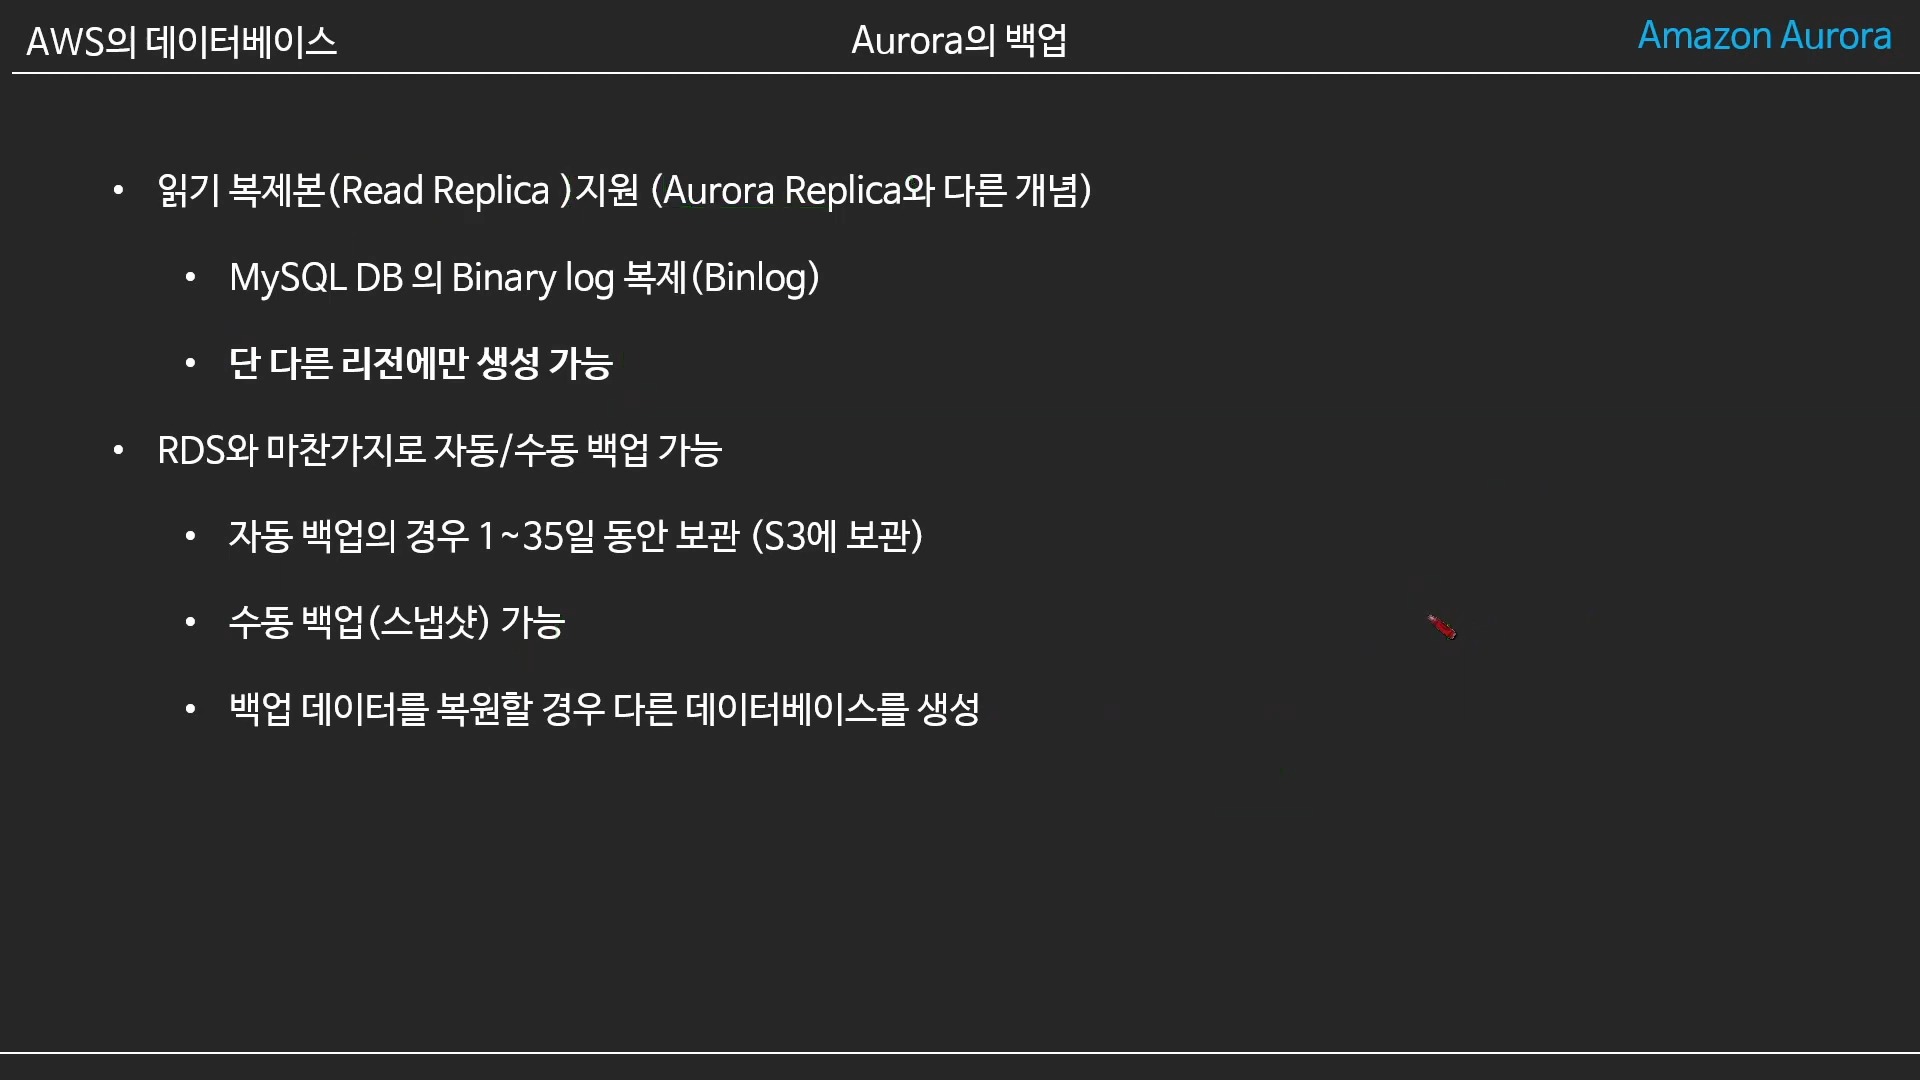 AWS의 데이터베이스
Aurora의 백업
Amazon Aurora
• 읽기 복제본(Read Replica )지원 (Aurora Replica와 다른 개념)
• MySQL DB 의 Binary log 복제(Binlog)
• 단 다른 리전에만 생성 가능
• RDS와 마찬가지로 자동/수동 백업 가능
• 자동 백업의 경우 1~35일 동안 보관 (S3에 보관)
• 수동 백업(스냅샷) 가능
• 백업 데이터를 복원할 경우 다른 데이터베이스를 생성